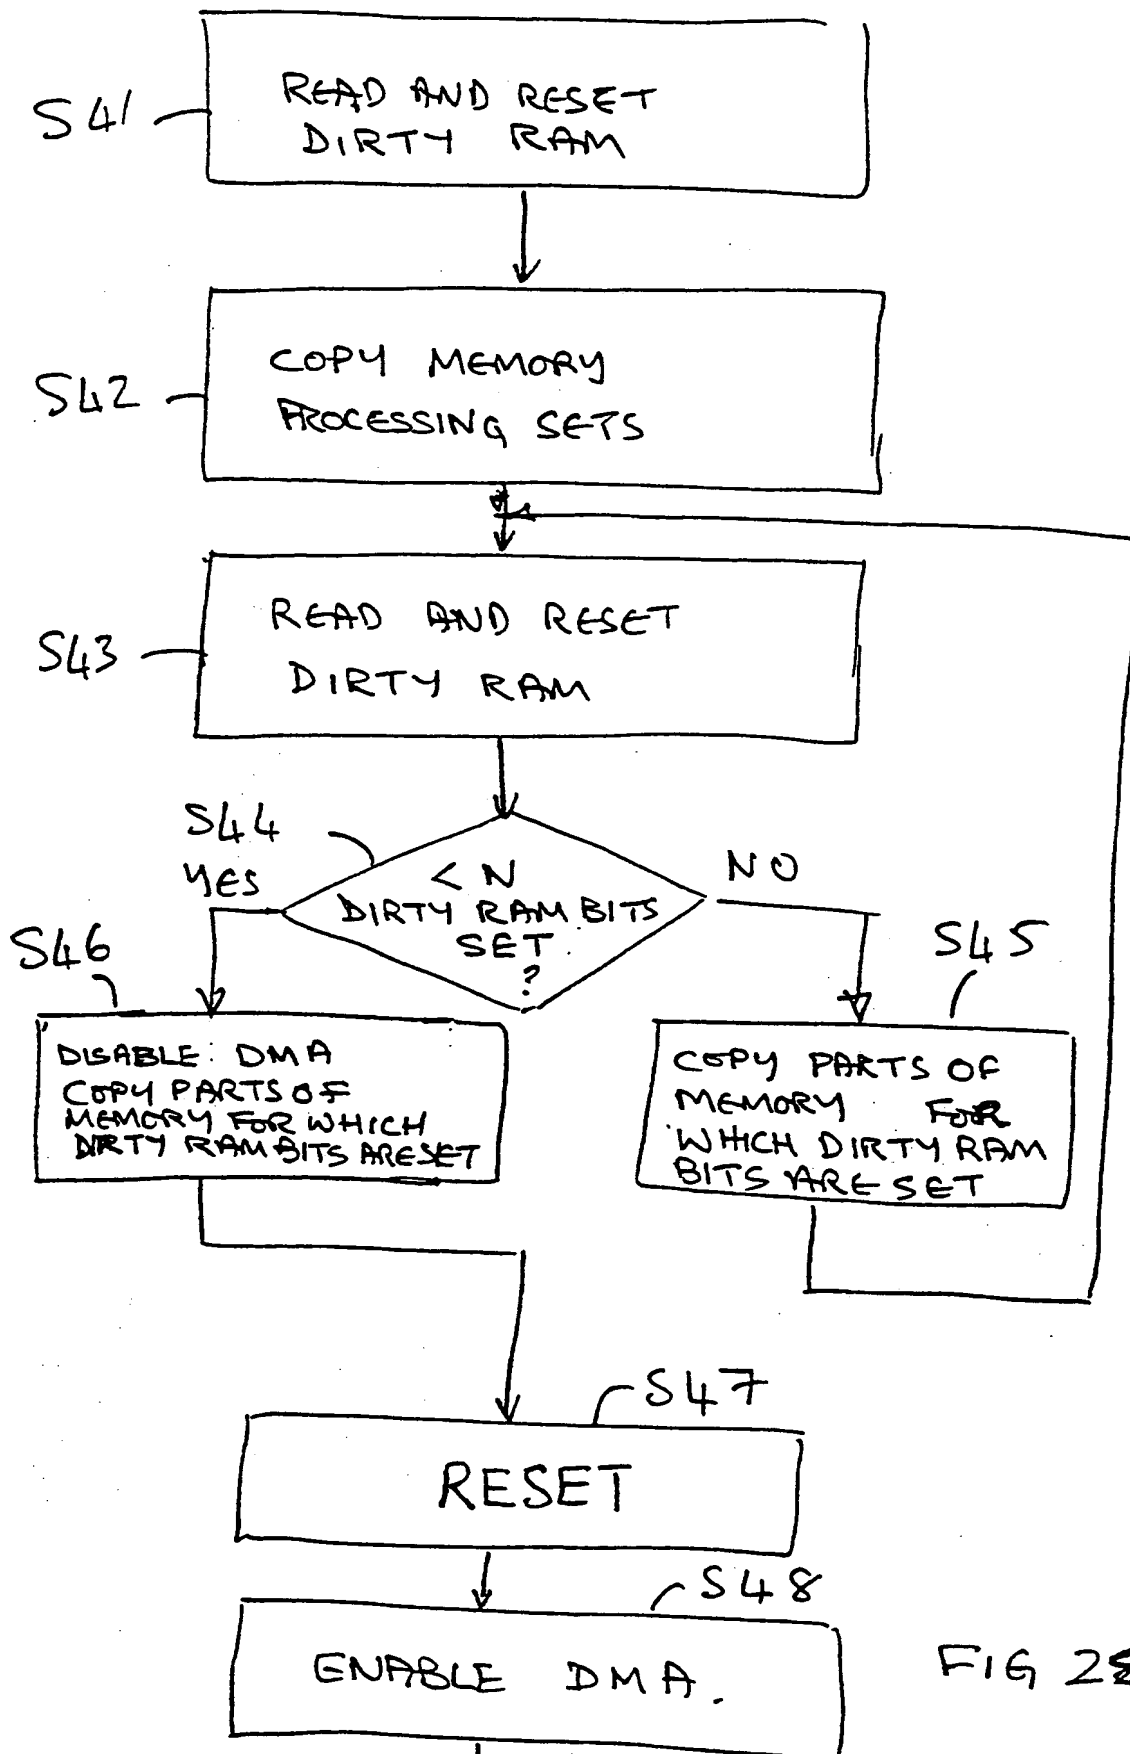 S41
READ AND RESET
DIRTY RAM
S42
COPY MEMORY
PROCESSING SETS
S43
READ AND RESET
DIRTY RAM
S44
YES
< N
DIRTY RAM BITS
SET
?
NO
S46
DISABLE: DMA
COPY PARTS OF
MEMORY FOR WHICH
DIRTY RAM BITS ARE SET
S45
COPY PARTS OF
MEMORY FOR
WHICH DIRTY RAM
BITS ARE SET
S47
RESET
S48
ENABLE DMA.
FIG